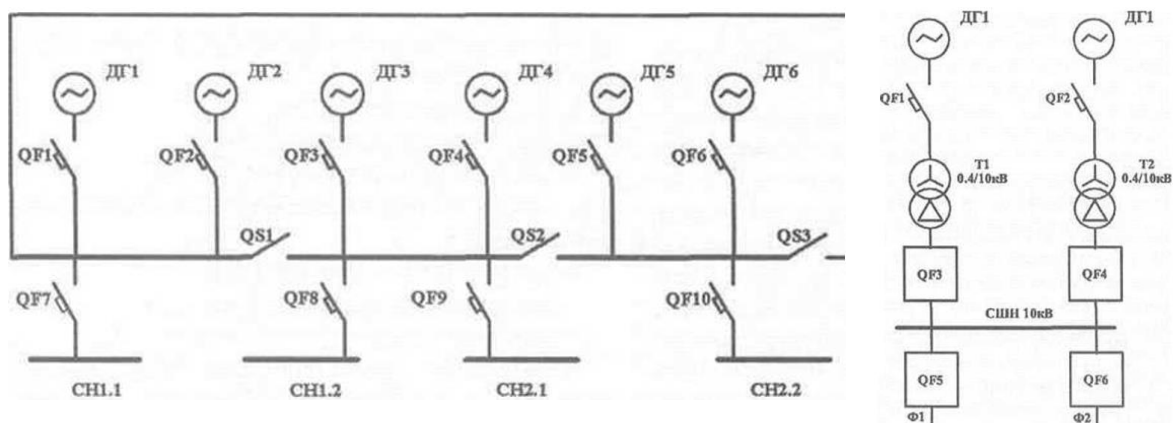 ДГ1 ДГ2 ДГ3 ДГ4 ДГ5 ДГ6
QF1 QF2 QF3 QF4 QF5 QF6
QS1 QS2 QS3
QF7 QF8 QF9 QF10
СН1.1 СН1.2 СН2.1 СН2.2
ДГ1 ДГ1
QF1 QF2
Т1 Т2
0.4/10кВ 0.4/10кВ
QF3 QF4
СШН 10кВ
QF5 QF6
Ф1 Ф2